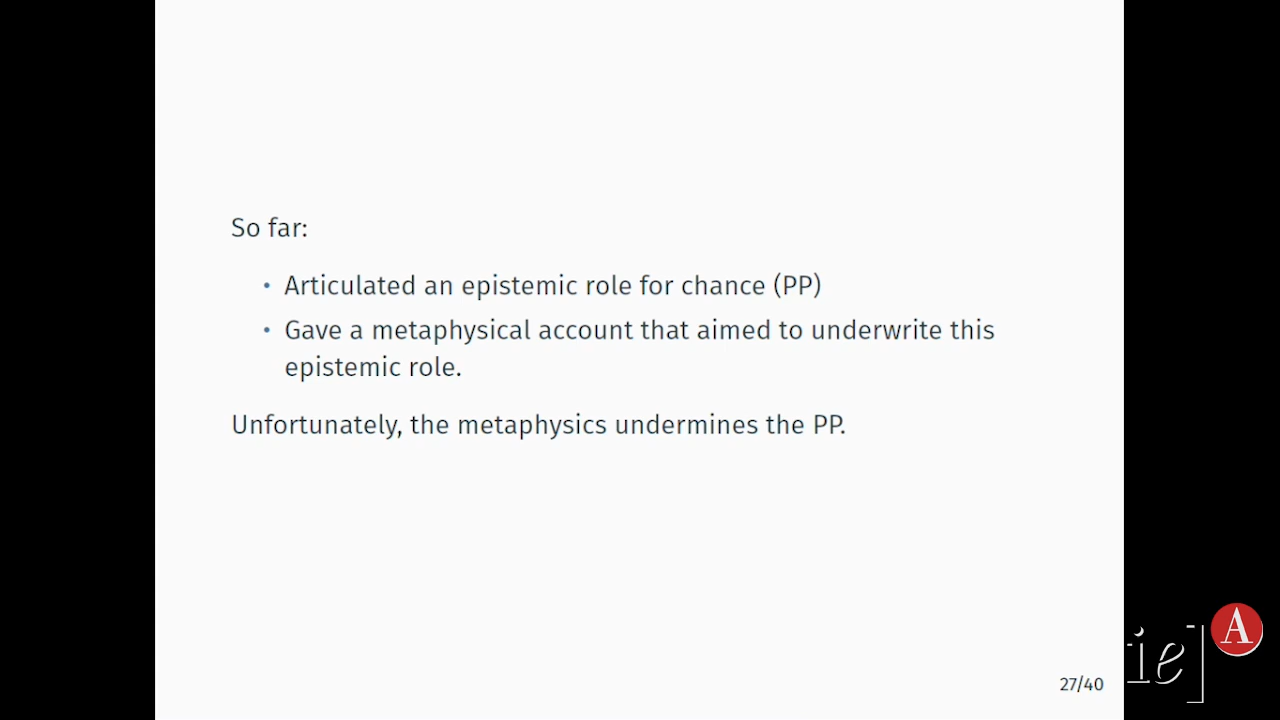 So far:
• Articulated an epistemic role for chance (PP)
• Gave a metaphysical account that aimed to underwrite this
epistemic role.
Unfortunately, the metaphysics undermines the PP.
27/40
ie]
A